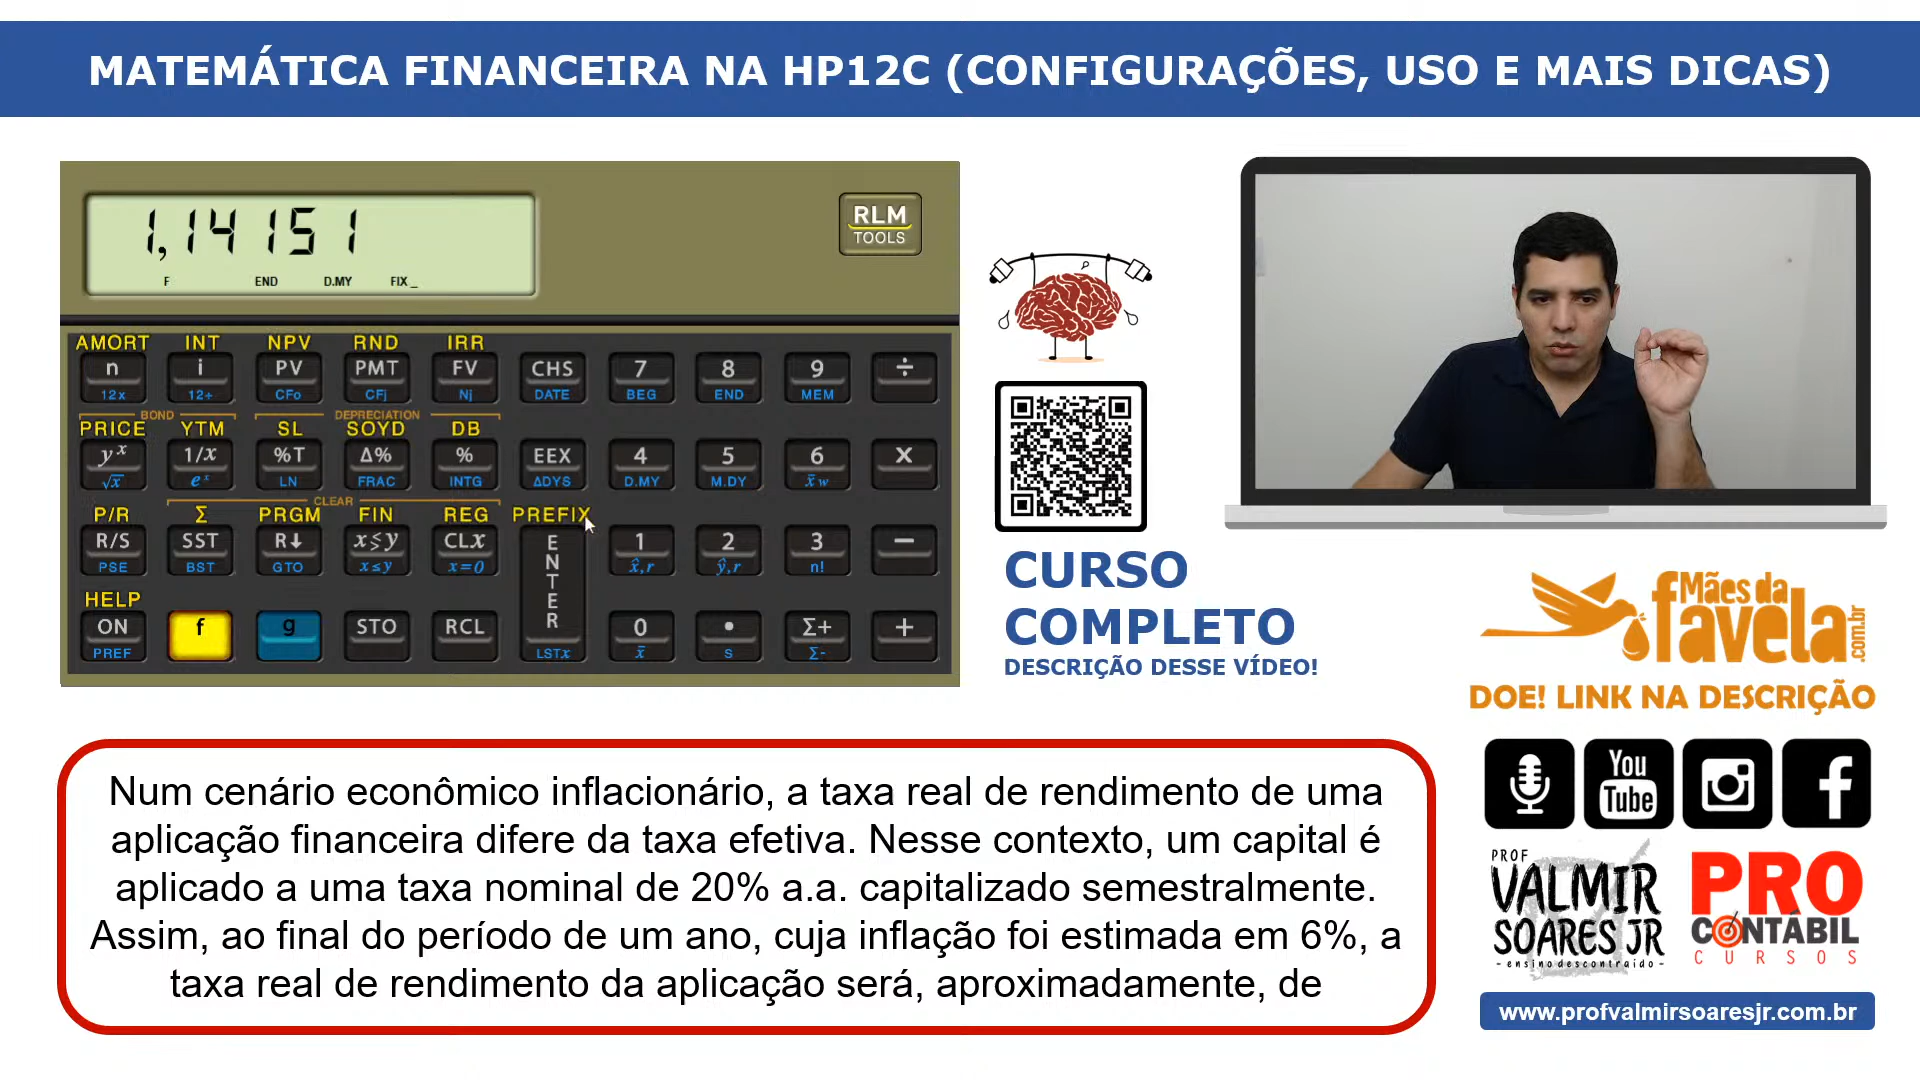 MATEMÁTICA FINANCEIRA NA HP12C (CONFIGURAÇÕES, USO E MAIS DICAS)
1,14151
F END D.MY FIX_
RLM
TOOLS
AMORT INT NPV RND IRR
n i PV PMT FV CHS 7 8 9 ÷
12x 12÷ CFo CFj Nj DATE BEG END MEM
BOND DEPRECIATION
PRICE YTM SL SOYD DB
yˣ 1/x %T Δ% % EEX 4 5 6 x
√x eˣ LN FRAC INTG ΔDYS D.MY M.DY x̄w
CLEAR
P/R Σ PRGM FIN REG PREFIX
R/S SST R↓ x≶y CLx ENTER 1 2 3 −
PSE BST GTO x≤y x=0 x̂,r ŷ,r n!
HELP
ON f g STO RCL 0 • Σ+ +
PREF LSTx x̄ s Σ-
CURSO
COMPLETO
DESCRIÇÃO DESSE VÍDEO!
Mães da
favela
.com.br
DOE! LINK NA DESCRIÇÃO
You
Tube
PROF
VALMIR
SOARES JR
- ensino descontraído -
PRO
CONTÁBIL
CURSOS
www.profvalmirsoaresjr.com.br
Num cenário econômico inflacionário, a taxa real de rendimento de uma
aplicação financeira difere da taxa efetiva. Nesse contexto, um capital é
aplicado a uma taxa nominal de 20% a.a. capitalizado semestralmente.
Assim, ao final do período de um ano, cuja inflação foi estimada em 6%, a
taxa real de rendimento da aplicação será, aproximadamente, de